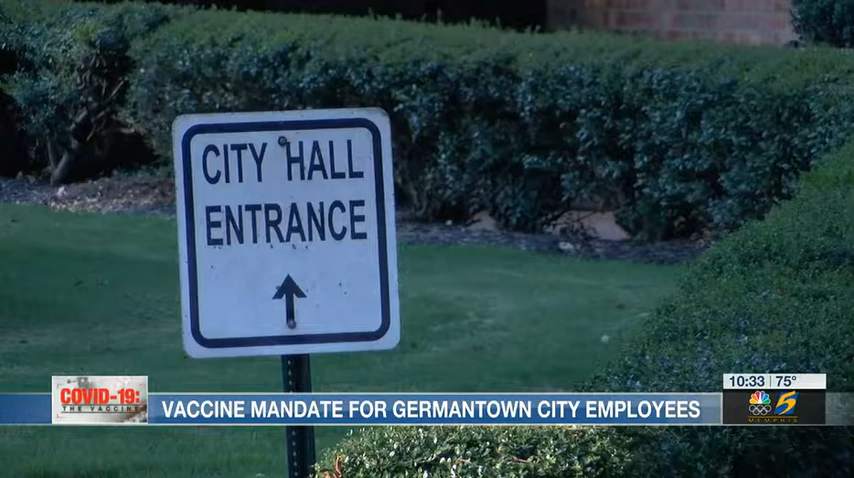 CITY HALL
ENTRANCE
COVID-19:
THE VACCINE
VACCINE MANDATE FOR GERMANTOWN CITY EMPLOYEES
10:33 75°
5
MEMPHIS